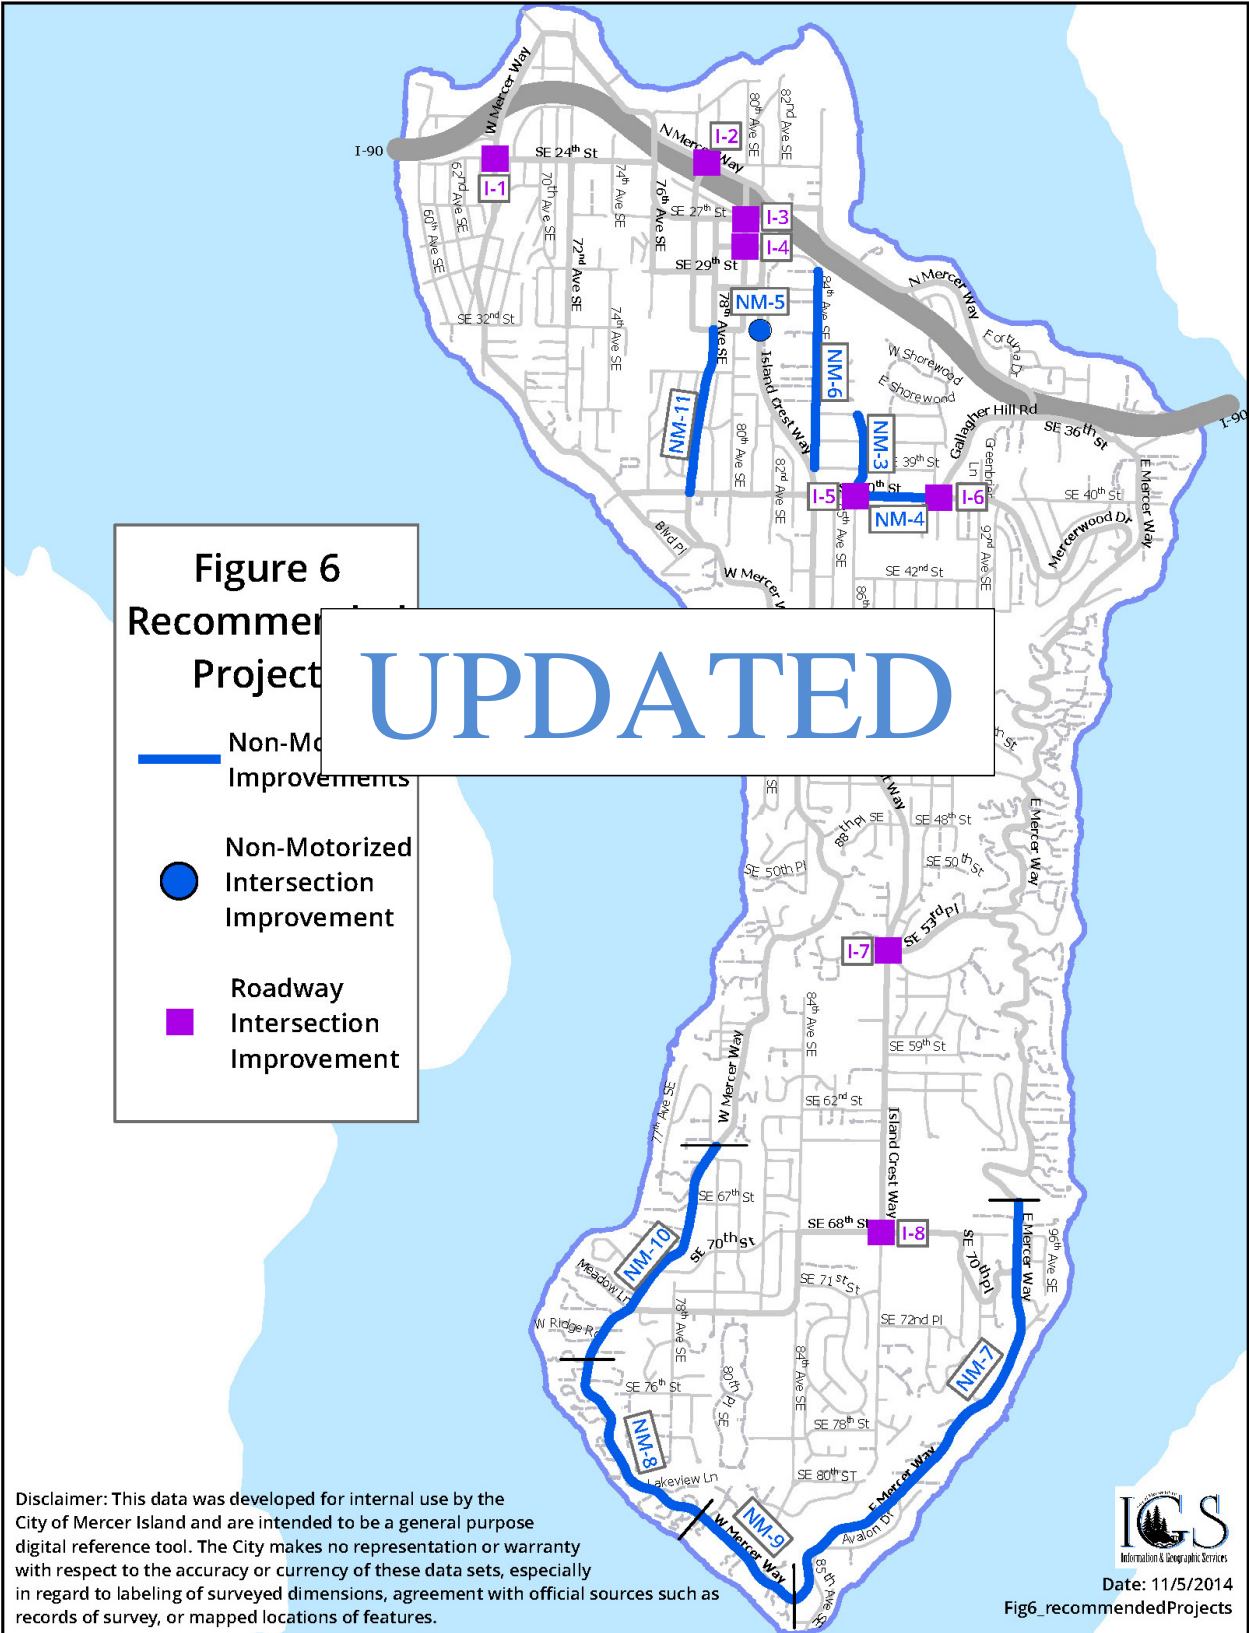 W Mercer Way
I-90
SE 24th St
N Mercer Way
I-2
80th Ave SE
82nd Ave SE
I-1
62nd Ave SE
60th Ave SE
70th Ave SE
72nd Ave SE
74th Ave SE
76th Ave SE
SE 27th St
I-3
I-4
SE 29th St
N Mercer Way
NM-5
84th Ave SE
78th Ave SE
SE 32nd St
74th Ave SE
Island Crest Way
NM-6
W Shorewood
E Shorewood
Fortuna Dr
Gallagher Hill Rd
SE 36th St
I-90
NM-11
80th Ave SE
82nd Ave SE
NM-3
39th St
Greenbrier Ln
E Mercer Way
I-5
I-6
NM-4
SE 40th St
Mercerwood Dr
92nd Ave SE
Blvd Pl
W Mercer W
SE 42nd St
86th
Figure 6
Recommen
Project
UPDATED
Non-Mo
Improvements
Non-Motorized
Intersection
Improvement
Roadway
Intersection
Improvement
SE
88th Pl
SE
SE 48th St
E Mercer Way
SE 50th Pl
SE 50th St
SE 53rd Pl
I-7
84th Ave SE
SE 59th St
W Mercer Way
77th Ave SE
SE 62nd St
Island Crest Way
SE 67th St
SE 68th St
I-8
E Mercer Way
96th Ave SE
SE 70th St
SE 70th Pl
NM-10
Meadow Ln
SE 71st St
W Ridge Rd
78th Ave SE
SE 72nd Pl
84th Ave SE
NM-7
SE 76th St
80th Pl SE
SE 78th St
NM-8
Lakeview Ln
SE 80th ST
E Mercer Way
NM-9
W Mercer Way
Avalon Dr
85th Ave SE
Disclaimer: This data was developed for internal use by the
City of Mercer Island and are intended to be a general purpose
digital reference tool. The City makes no representation or warranty
with respect to the accuracy or currency of these data sets, especially
in regard to labeling of surveyed dimensions, agreement with official sources such as
records of survey, or mapped locations of features.
IGS
Information & Geographic Services
Date: 11/5/2014
Fig6_recommendedProjects